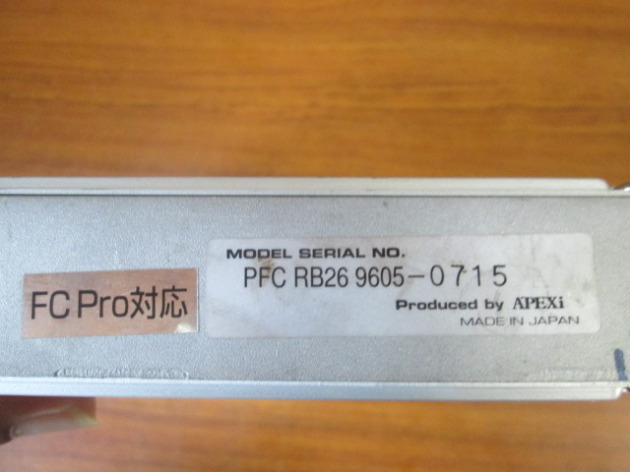 MODEL SERIAL NO.
PFC RB26 9605-0715
Produced by APEXi
MADE IN JAPAN
FC Pro対応